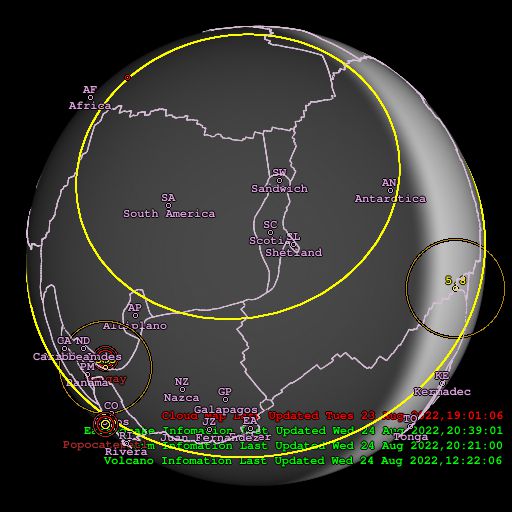 AF
Africa
SW
Sandwich
AN
Antarctica
SA
South America
SC
Scotia
SL
Shetland
S.J
AP
Altiplano
CA ND
Caribbean Andes
PM
Panama
KE
Kermadec
NZ
Nazca
GP
Galapagos
CO
Cloud Map Last Updated Tues 23 Aug 2022,19:01:06
JZ
EA
TO
Earthquake Infomation Last Updated Wed 24 Aug 2022,20:39:01
RI
Juan Fernandez
Tonga
Popocatepetl
Last Updated Wed 24 Aug 2022,20:21:00
Rivera
Volcano Infomation Last Updated Wed 24 Aug 2022,12:22:06